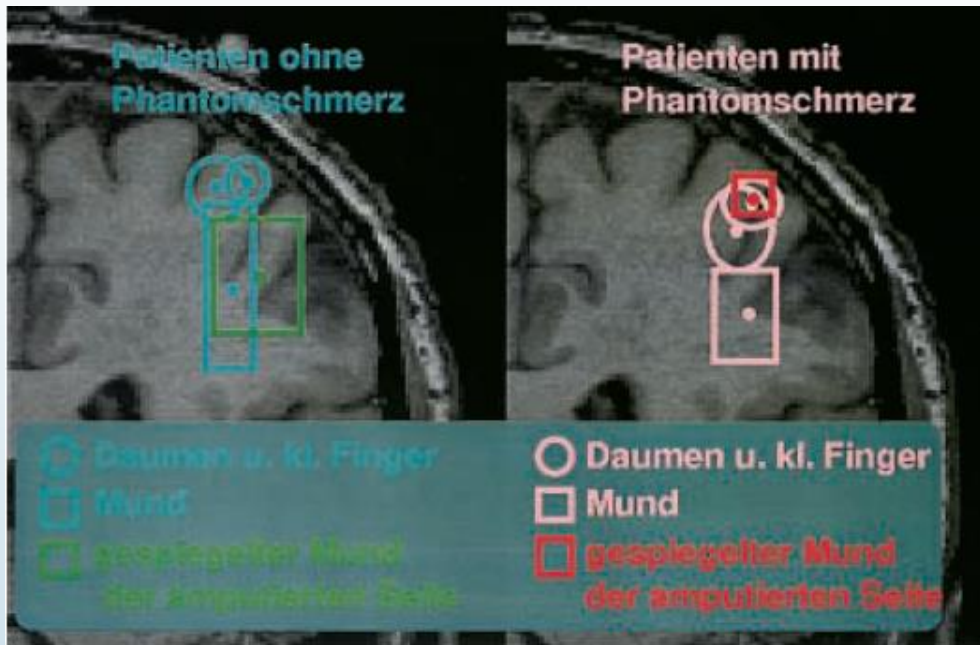 Patienten ohne
Phantomschmerz
Patienten mit
Phantomschmerz
Daumen u. kl. Finger
Mund
gespiegelter Mund
der amputierten Seite
Daumen u. kl. Finger
Mund
gespiegelter Mund
der amputierten Seite